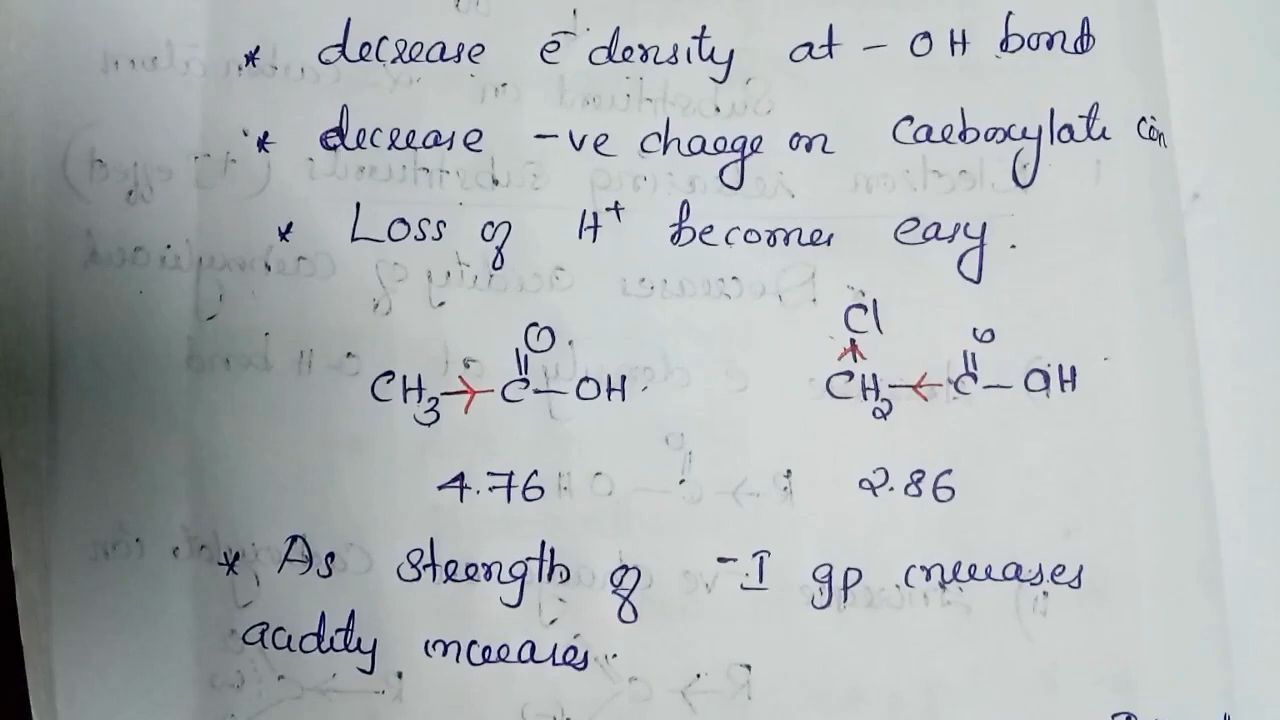 * decrease e⁻ density at - OH bond
* decrease -ve charge on carboxylate ion
* Loss of H⁺ becomes easy.
O Cl O
CH₃ → C - OH CH₂ ← C - OH
4.76 2.86
* As strength of -I gp increases
acidity increases.